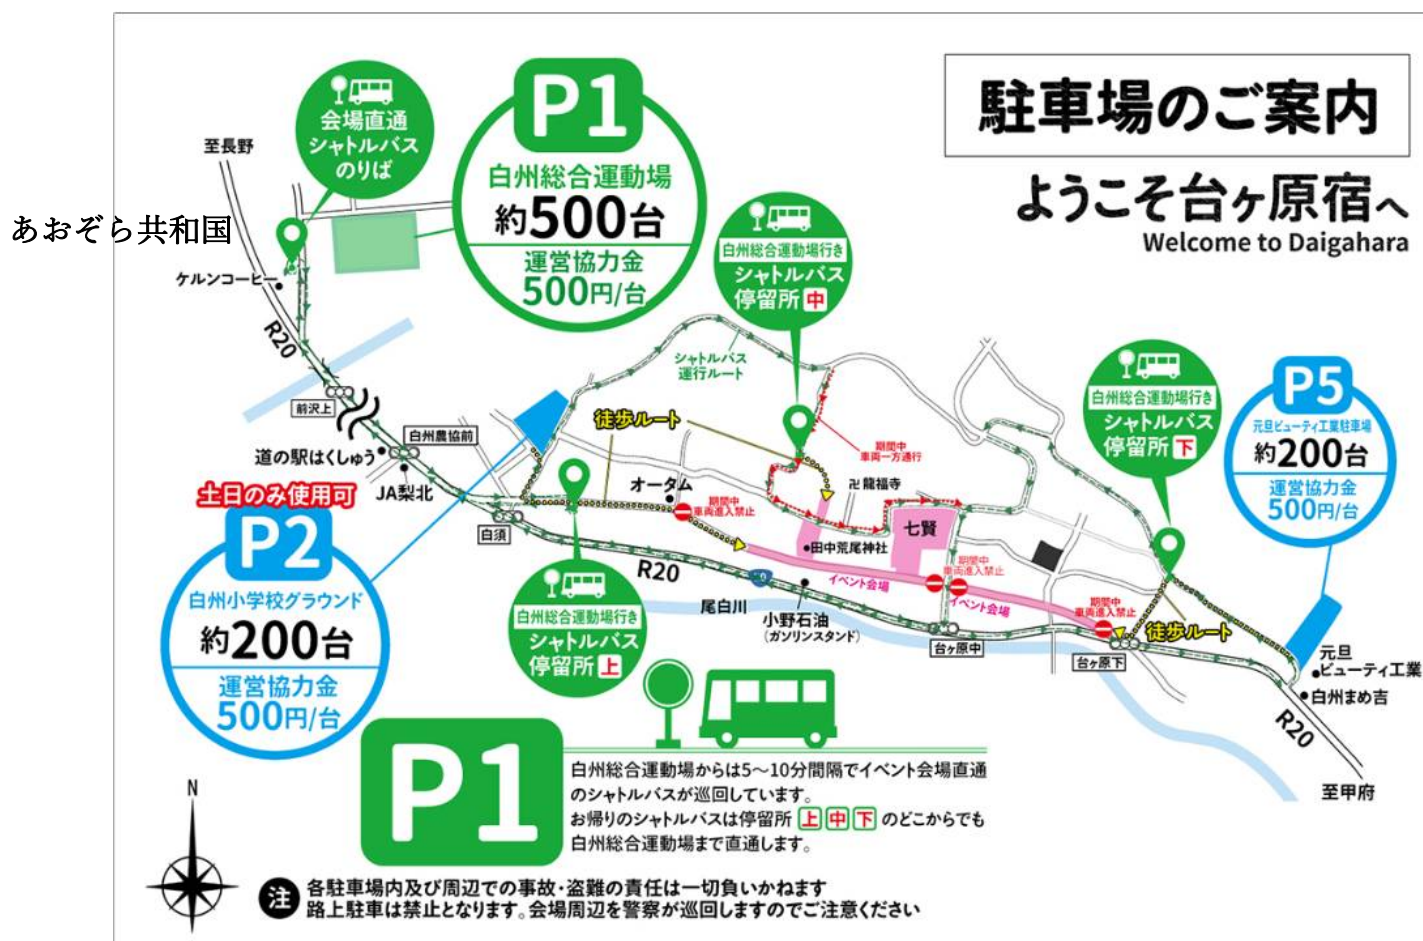 駐車場のご案内
ようこそ台ヶ原宿へ
Welcome to Daigahara
会場直通
シャトルバス
のりば
P1
白州総合運動場
約500台
運営協力金
500円/台
至長野
あおぞら共和国
ケルンコーヒー
R20
前沢上
白州総合運動場行き
シャトルバス
停留所 中
シャトルバス
運行ルート
白州総合運動場行き
シャトルバス
停留所 下
P5
元旦ビューティ工業駐車場
約200台
運営協力金
500円/台
徒歩ルート
期間中
車両一方通行
白州農協前
道の駅はくしゅう
JA梨北
オータム
期間中
車両進入禁止
卍龍福寺
土日のみ使用可
P2
白州小学校グラウンド
約200台
運営協力金
500円/台
白須
七賢
田中荒尾神社
R20
イベント会場
期間中
車両進入禁止
イベント会場
期間中
車両進入禁止
尾白川
小野石油
(ガソリンスタンド)
台ヶ原中
徒歩ルート
台ヶ原下
元旦
ビューティ工業
白州まめ吉
R20
至甲府
白州総合運動場行き
シャトルバス
停留所 上
P1
白州総合運動場からは5～10分間隔でイベント会場直通
のシャトルバスが巡回しています。
お帰りのシャトルバスは停留所 上 中 下 のどこからでも
白州総合運動場まで直通します。
N
注 各駐車場内及び周辺での事故・盗難の責任は一切負いかねます
路上駐車は禁止となります。会場周辺を警察が巡回しますのでご注意ください